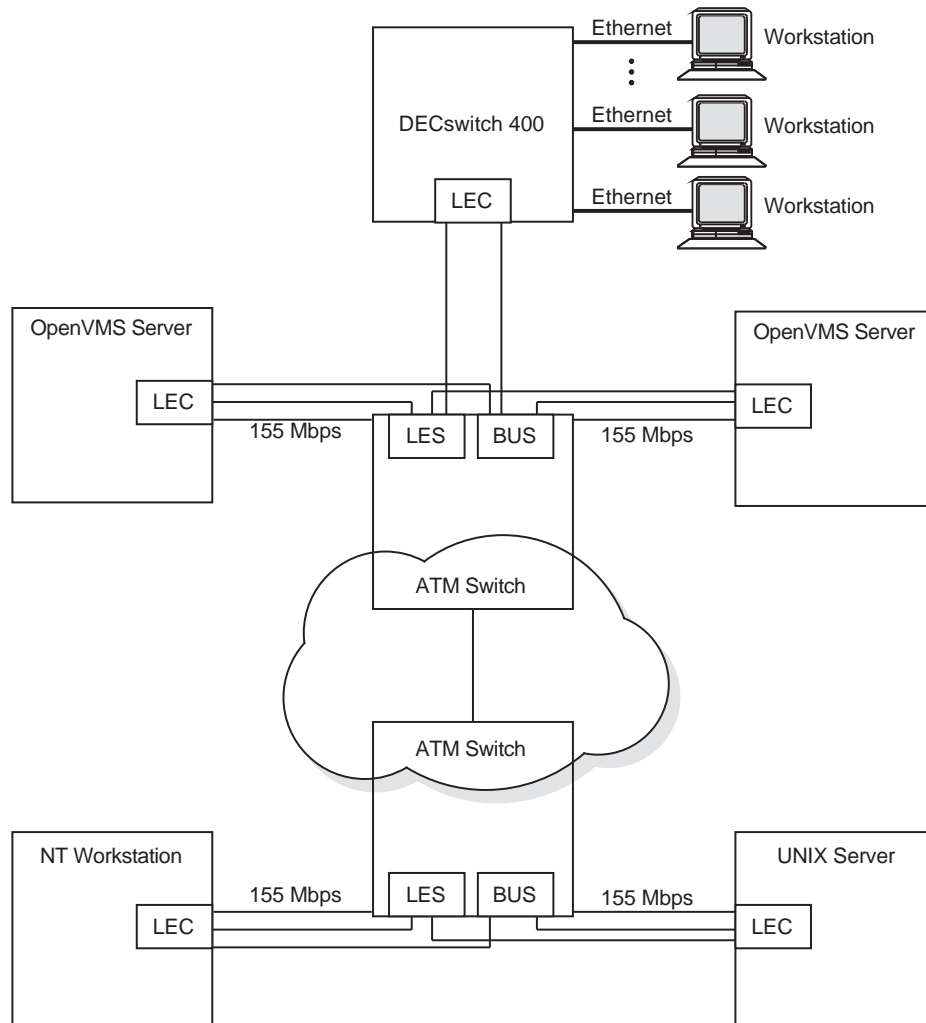 Ethernet
Workstation
DECswitch 400
Ethernet
Workstation
LEC
Ethernet
Workstation
OpenVMS Server
OpenVMS Server
LEC
LEC
155 Mbps
LES
BUS
155 Mbps
ATM Switch
ATM Switch
NT Workstation
UNIX Server
155 Mbps
LES
BUS
155 Mbps
LEC
LEC